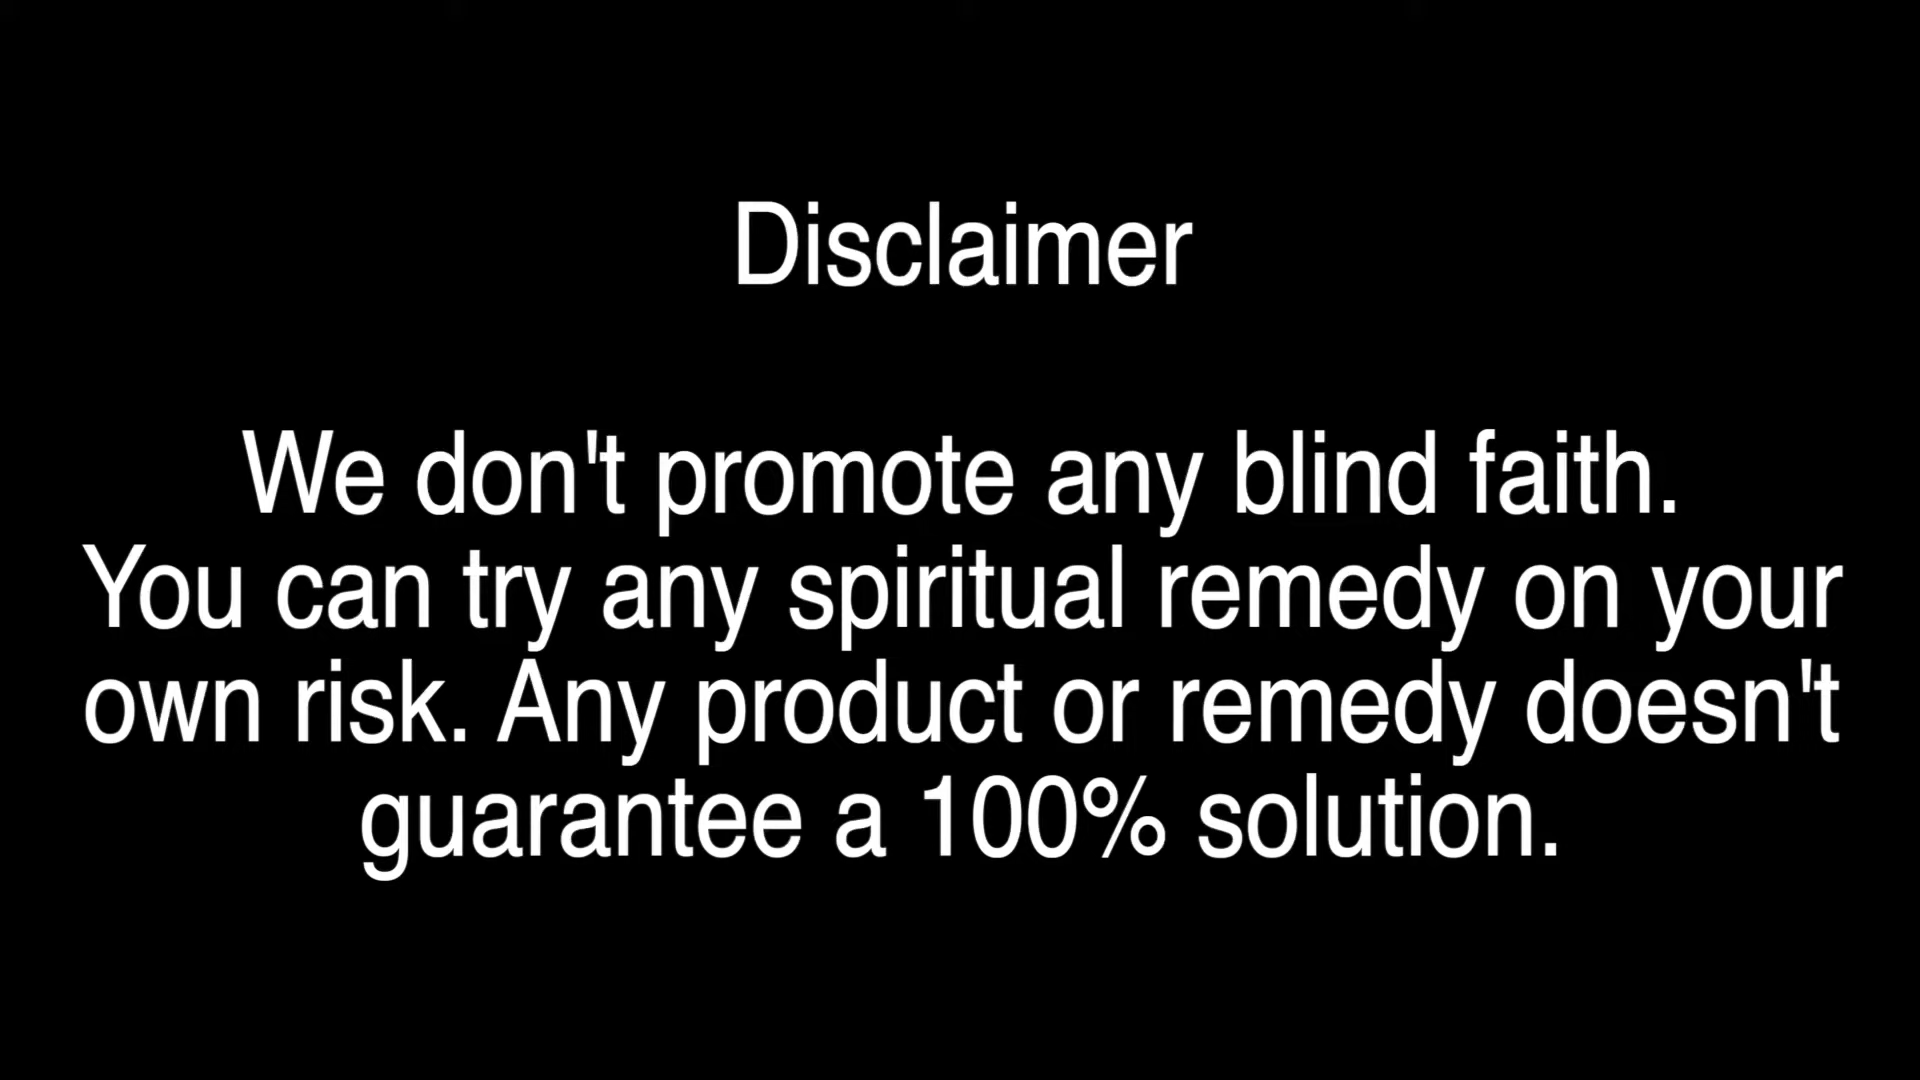 Disclaimer
We don't promote any blind faith.
You can try any spiritual remedy on your
own risk. Any product or remedy doesn't
guarantee a 100% solution.